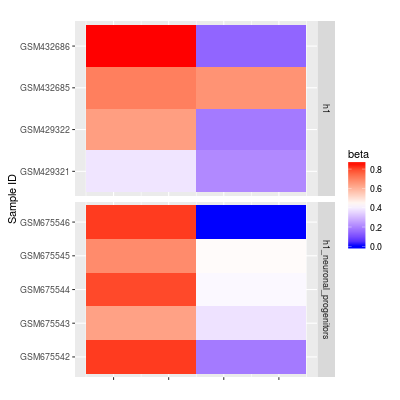 GSM432686
GSM432685
GSM429322
GSM429321
h1
GSM675546
GSM675545
GSM675544
GSM675543
GSM675542
h1_neuronal_progenitors
Sample ID
beta
0.8
0.6
0.4
0.2
0.0